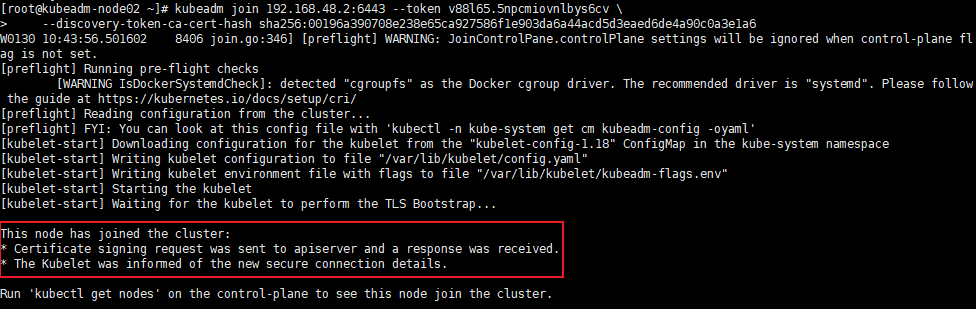 [root@kubeadm-node02 ~]# kubeadm join 192.168.48.2:6443 --token v88l65.5npcmiovnlbys6cv \
>     --discovery-token-ca-cert-hash sha256:00196a390708e238e65ca927586f1e903da6a44acd5d3eaed6de4a90c0a3e1a6
W0130 10:43:56.501602    8406 join.go:346] [preflight] WARNING: JoinControlPane.controlPlane settings will be ignored when control-plane fl
ag is not set.
[preflight] Running pre-flight checks
        [WARNING IsDockerSystemdCheck]: detected "cgroupfs" as the Docker cgroup driver. The recommended driver is "systemd". Please follow
 the guide at https://kubernetes.io/docs/setup/cri/
[preflight] Reading configuration from the cluster...
[preflight] FYI: You can look at this config file with 'kubectl -n kube-system get cm kubeadm-config -oyaml'
[kubelet-start] Downloading configuration for the kubelet from the "kubelet-config-1.18" ConfigMap in the kube-system namespace
[kubelet-start] Writing kubelet configuration to file "/var/lib/kubelet/config.yaml"
[kubelet-start] Writing kubelet environment file with flags to file "/var/lib/kubelet/kubeadm-flags.env"
[kubelet-start] Starting the kubelet
[kubelet-start] Waiting for the kubelet to perform the TLS Bootstrap...
This node has joined the cluster:
* Certificate signing request was sent to apiserver and a response was received.
* The Kubelet was informed of the new secure connection details.
Run 'kubectl get nodes' on the control-plane to see this node join the cluster.